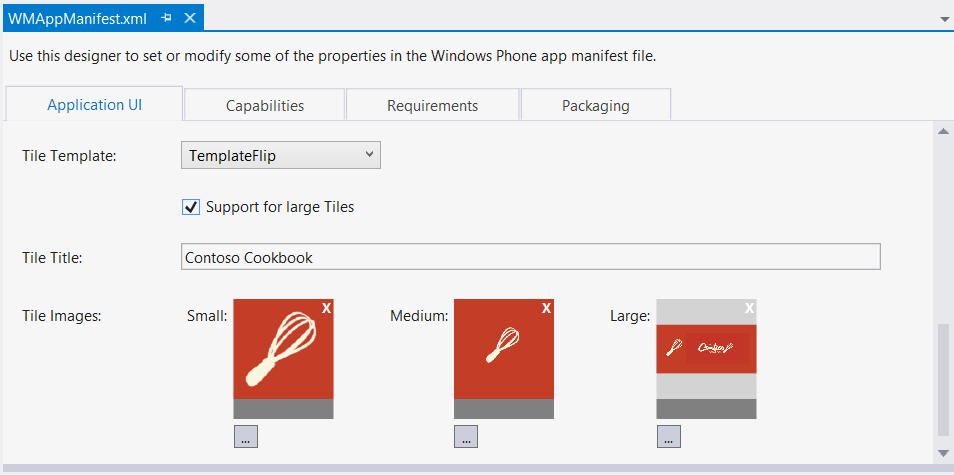 WMAppManifest.xml
Use this designer to set or modify some of the properties in the Windows Phone app manifest file.
Application UI Capabilities Requirements Packaging
Tile Template: TemplateFlip
Support for large Tiles
Tile Title: Contoso Cookbook
Tile Images: Small: X Medium: X Large: X
... ... ...